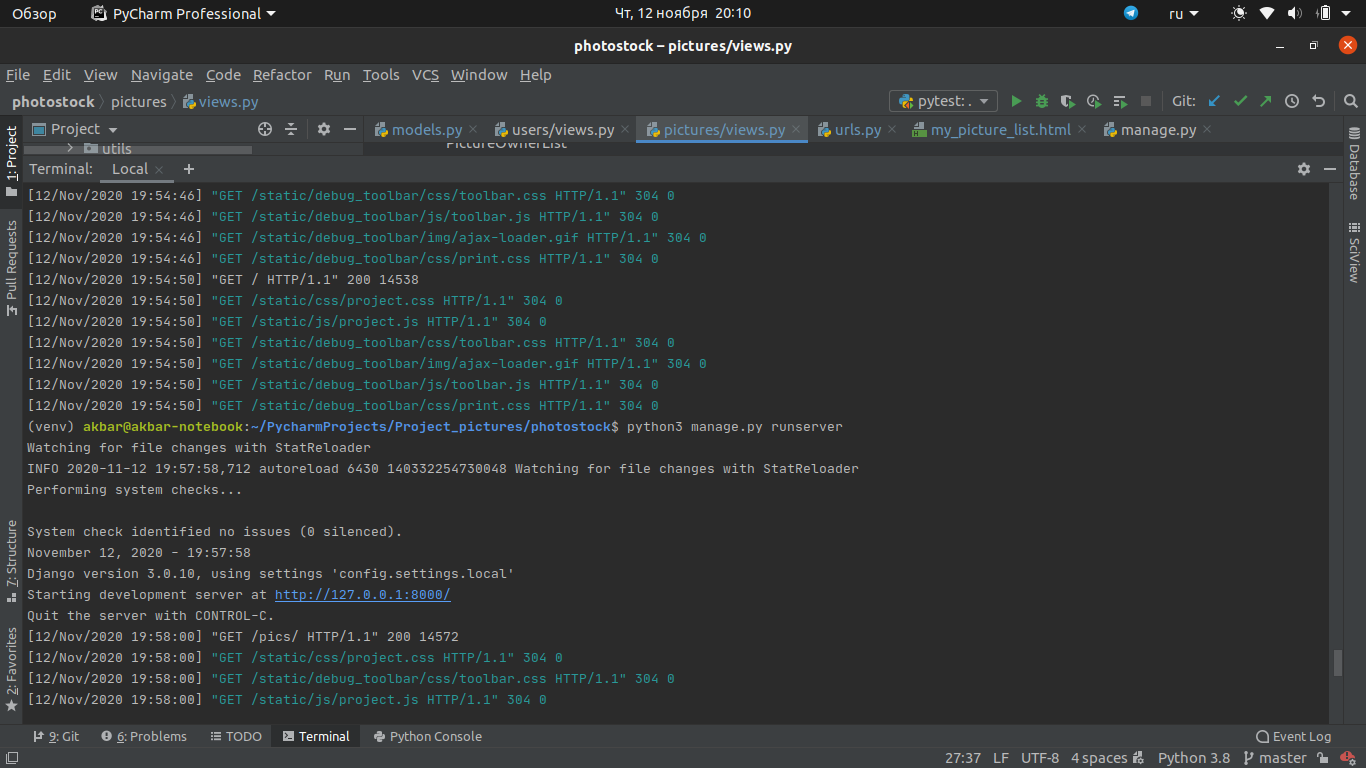 Обзор PyCharm Professional Чт, 12 ноября 20:10 ru
photostock – pictures/views.py
File Edit View Navigate Code Refactor Run Tools VCS Window Help
photostock pictures views.py pytest: . Git:
Project models.py users/views.py pictures/views.py urls.py my_picture_list.html manage.py
utils PictureOwnerList
Terminal: Local +
[12/Nov/2020 19:54:46] "GET /static/debug_toolbar/css/toolbar.css HTTP/1.1" 304 0
[12/Nov/2020 19:54:46] "GET /static/debug_toolbar/js/toolbar.js HTTP/1.1" 304 0
[12/Nov/2020 19:54:46] "GET /static/debug_toolbar/img/ajax-loader.gif HTTP/1.1" 304 0
[12/Nov/2020 19:54:46] "GET /static/debug_toolbar/css/print.css HTTP/1.1" 304 0
[12/Nov/2020 19:54:50] "GET / HTTP/1.1" 200 14538
[12/Nov/2020 19:54:50] "GET /static/css/project.css HTTP/1.1" 304 0
[12/Nov/2020 19:54:50] "GET /static/js/project.js HTTP/1.1" 304 0
[12/Nov/2020 19:54:50] "GET /static/debug_toolbar/css/toolbar.css HTTP/1.1" 304 0
[12/Nov/2020 19:54:50] "GET /static/debug_toolbar/img/ajax-loader.gif HTTP/1.1" 304 0
[12/Nov/2020 19:54:50] "GET /static/debug_toolbar/js/toolbar.js HTTP/1.1" 304 0
[12/Nov/2020 19:54:50] "GET /static/debug_toolbar/css/print.css HTTP/1.1" 304 0
(venv) akbar@akbar-notebook:~/PycharmProjects/Project_pictures/photostock$ python3 manage.py runserver
Watching for file changes with StatReloader
INFO 2020-11-12 19:57:58,712 autoreload 6430 140332254730048 Watching for file changes with StatReloader
Performing system checks...
System check identified no issues (0 silenced).
November 12, 2020 - 19:57:58
Django version 3.0.10, using settings 'config.settings.local'
Starting development server at http://127.0.0.1:8000/
Quit the server with CONTROL-C.
[12/Nov/2020 19:58:00] "GET /pics/ HTTP/1.1" 200 14572
[12/Nov/2020 19:58:00] "GET /static/css/project.css HTTP/1.1" 304 0
[12/Nov/2020 19:58:00] "GET /static/debug_toolbar/css/toolbar.css HTTP/1.1" 304 0
[12/Nov/2020 19:58:00] "GET /static/js/project.js HTTP/1.1" 304 0
1: Project
Pull Requests
7: Structure
2: Favorites
Database
SciView
9: Git 6: Problems TODO Terminal Python Console Event Log
27:37 LF UTF-8 4 spaces Python 3.8 master